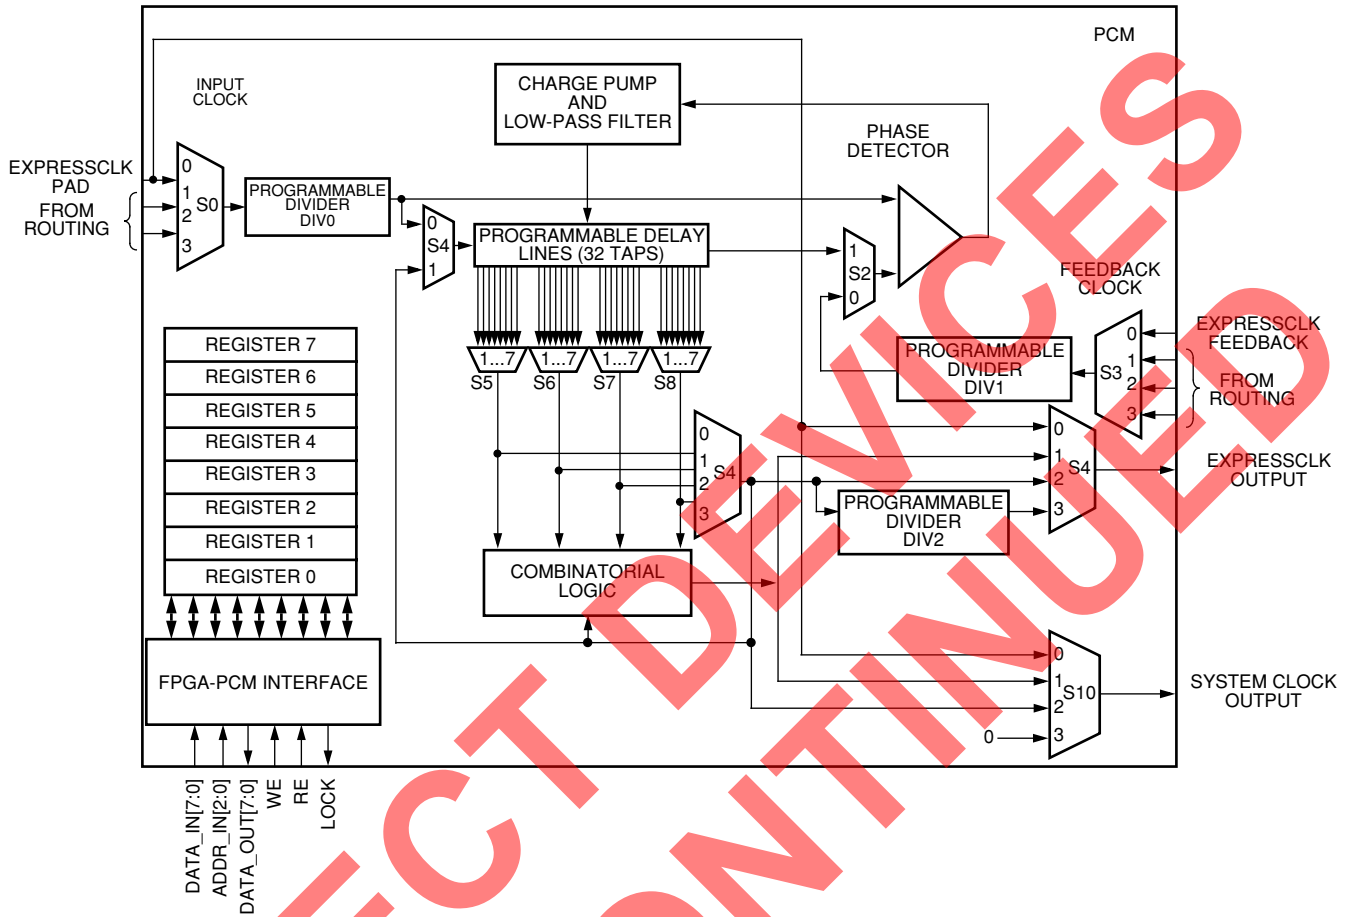 PCM
INPUT
CLOCK
CHARGE PUMP
AND
LOW-PASS FILTER
PHASE
DETECTOR
EXPRESSCLK
PAD
FROM
ROUTING
0
1
2
3
S0
PROGRAMMABLE
DIVIDER
DIV0
0
S4
1
PROGRAMMABLE DELAY
LINES (32 TAPS)
1
S2
0
FEEDBACK
CLOCK
0
1
2
3
S3
EXPRESSCLK
FEEDBACK
FROM
ROUTING
PROGRAMMABLE
DIVIDER
DIV1
REGISTER 7
REGISTER 6
REGISTER 5
REGISTER 4
REGISTER 3
REGISTER 2
REGISTER 1
REGISTER 0
1...7
1...7
1...7
1...7
S5
S6
S7
S8
0
1
2
3
S4
0
1
2
3
S4
EXPRESSCLK
OUTPUT
PROGRAMMABLE
DIVIDER
DIV2
COMBINATORIAL
LOGIC
FPGA-PCM INTERFACE
0
1
2
3
S10
0
SYSTEM CLOCK
OUTPUT
DATA_IN[7:0]
ADDR_IN[2:0]
DATA_OUT[7:0]
WE
RE
LOCK
ECT DEVICES
ONTINUED